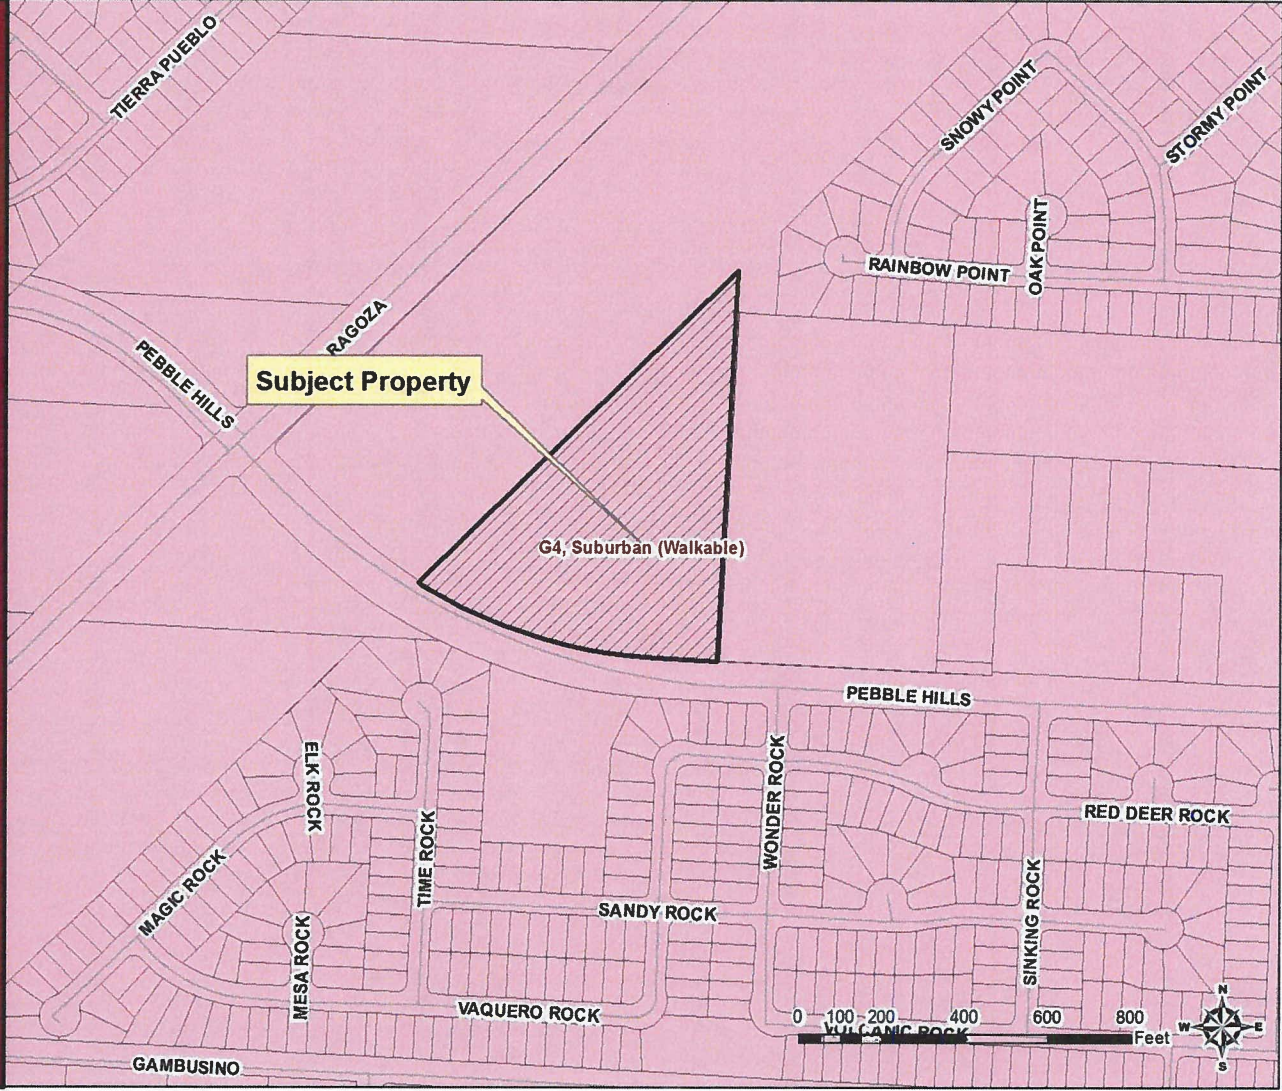 TIERRA PUEBLO
SNOWY POINT
STORMY POINT
OAK POINT
RAINBOW POINT
RAGOZA
PEBBLE HILLS
Subject Property
G4, Suburban (Walkable)
PEBBLE HILLS
ELK ROCK
WONDER ROCK
RED DEER ROCK
TIME ROCK
MAGIC ROCK
SANDY ROCK
SINKING ROCK
MESA ROCK
VAQUERO ROCK
N
W E
S
0 100 200 400 600 800
Feet
VULCANIC ROCK
GAMBUSINO